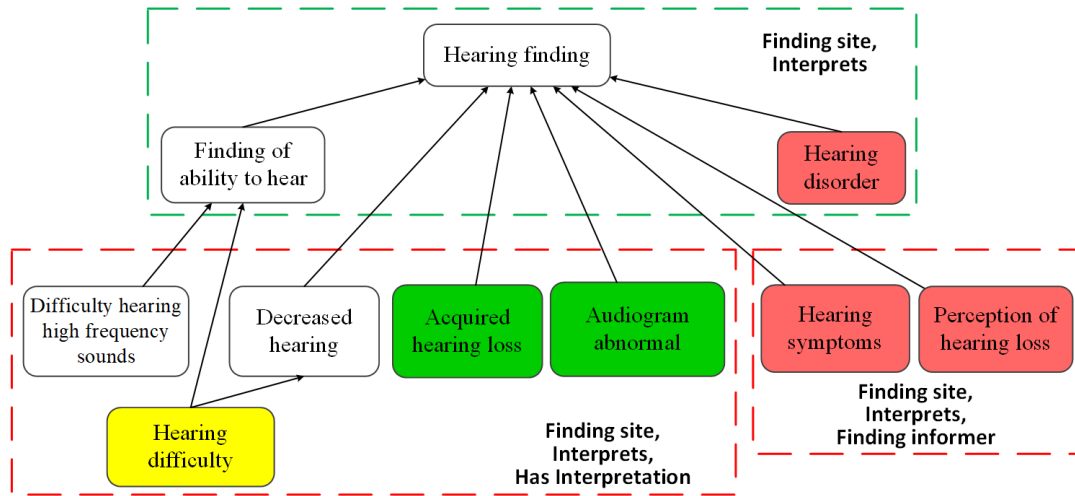 Hearing finding
Finding site,
Interprets
Finding of
ability to hear
Hearing
disorder
Difficulty hearing
high frequency
sounds
Decreased
hearing
Acquired
hearing loss
Audiogram
abnormal
Hearing
symptoms
Perception of
hearing loss
Hearing
difficulty
Finding site,
Interprets,
Has Interpretation
Finding site,
Interprets,
Finding informer